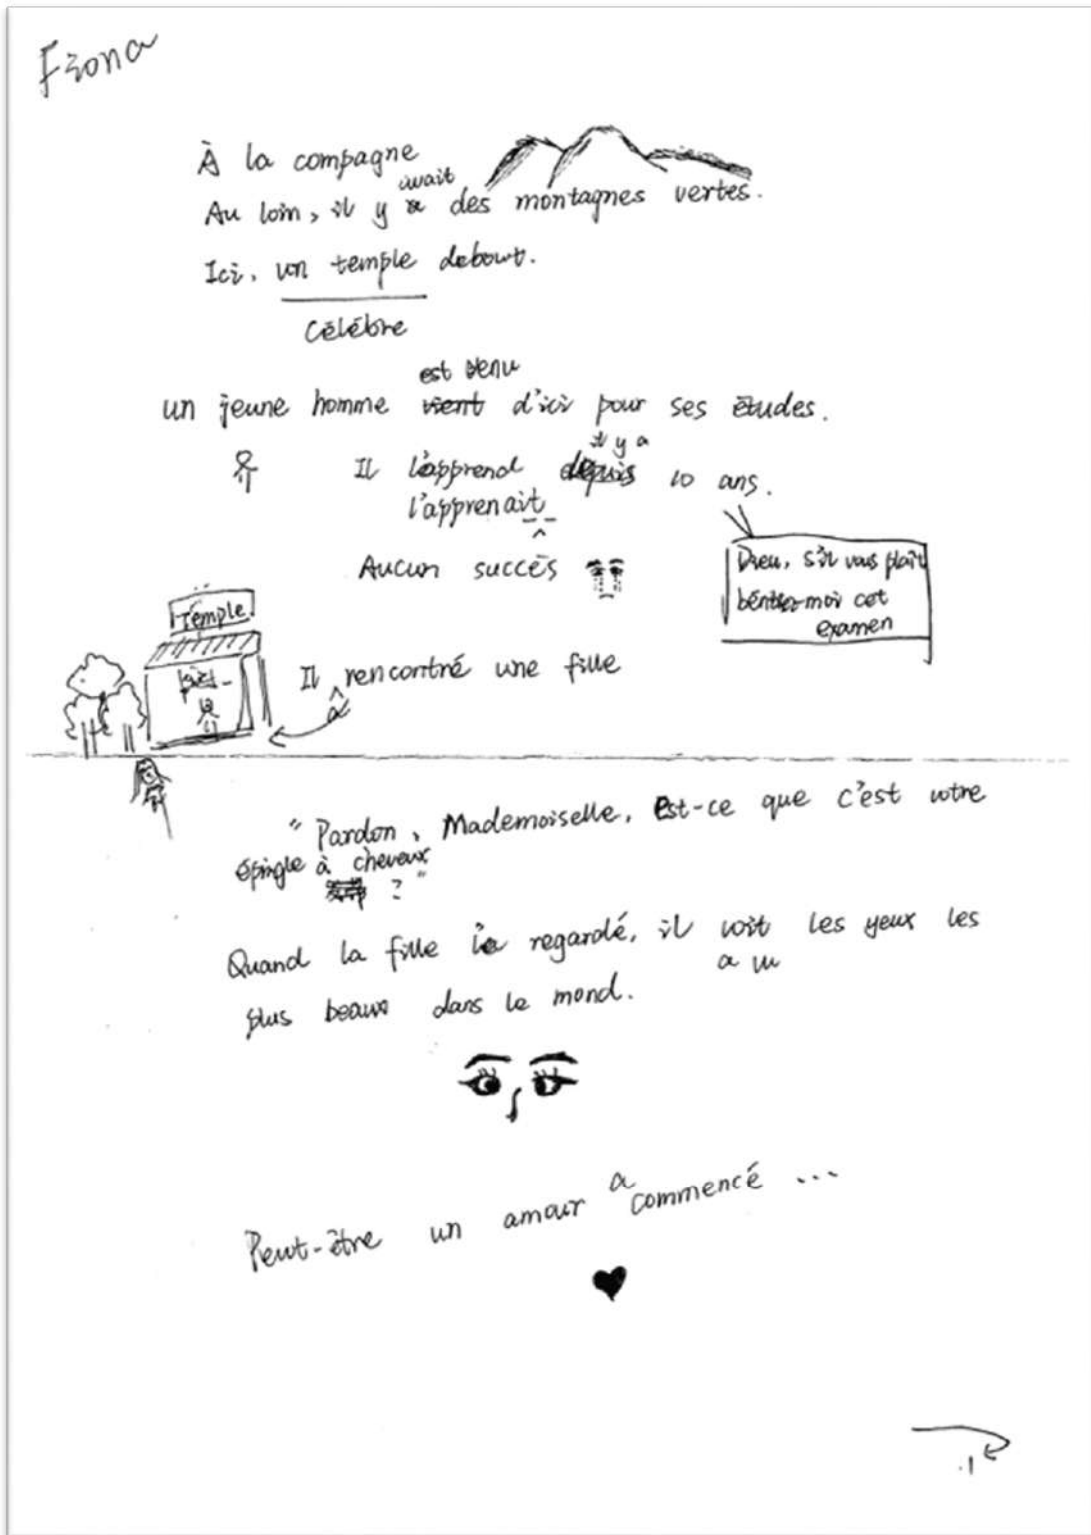 Fiona
À la compagne
avait
Au loin, il y a des montagnes vertes.
Ici, un temple debout.
Célébre
est venu
un jeune homme vient d'ici pour ses études.
il y a
Il l'apprend depuis 10 ans.
l'apprenait
Aucun succès
Dieu, s'il vous plaît
bénissez-moi cet
examen
Temple
Il rencontré une fille
a
" Pardon, Mademoiselle, Est-ce que c'est votre
épingle à cheveux
? "
Quand la fille le regardé, il voit les yeux les
a vu
plus beaux dans le mond.
a
Peut-être un amour commencé ...